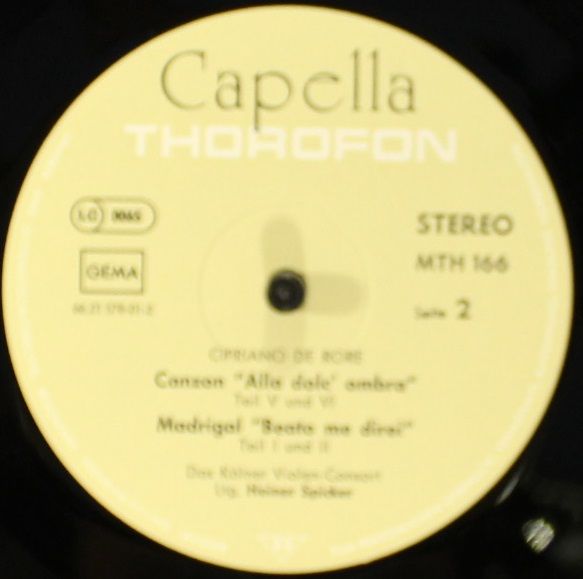 Capella
THOROFON
LC 3065
STEREO
GEMA
MTH 166
Seite 2
CIPRIANO DE RORE
Canzon "Alla dolc' ombra"
Teil V und VI
Madrigal "Beato me direi"
Teil I und II
Das Kölner Violen-Consort
Ltg. Heiner Spicker